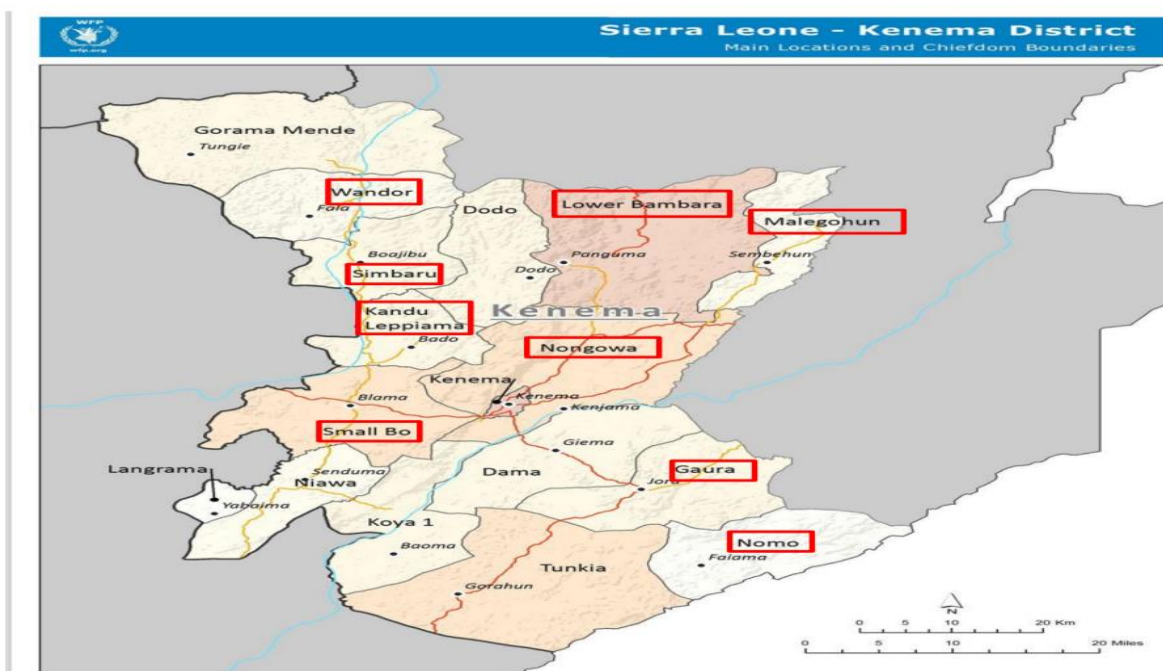 WFP
wfp.org
Sierra Leone - Kenema District
Main Locations and Chiefdom Boundaries
Gorama Mende
Tungie
Wandor
Fala
Dodo
Lower Bambara
Malegohun
Boajibu
Simbaru
Dodo
Panguma
Sembehun
Kandu
Leppiama
Kenema
Bado
Nongowa
Kenema
Kenema
Blama
Kenjama
Small Bo
Giema
Langrama
Senduma
Niawa
Dama
Gaura
Jora
Yabaima
Koya 1
Baoma
Nomo
Faiama
Tunkia
Gorahun
N
0 5 10 20 Km
0 5 10 20 Miles